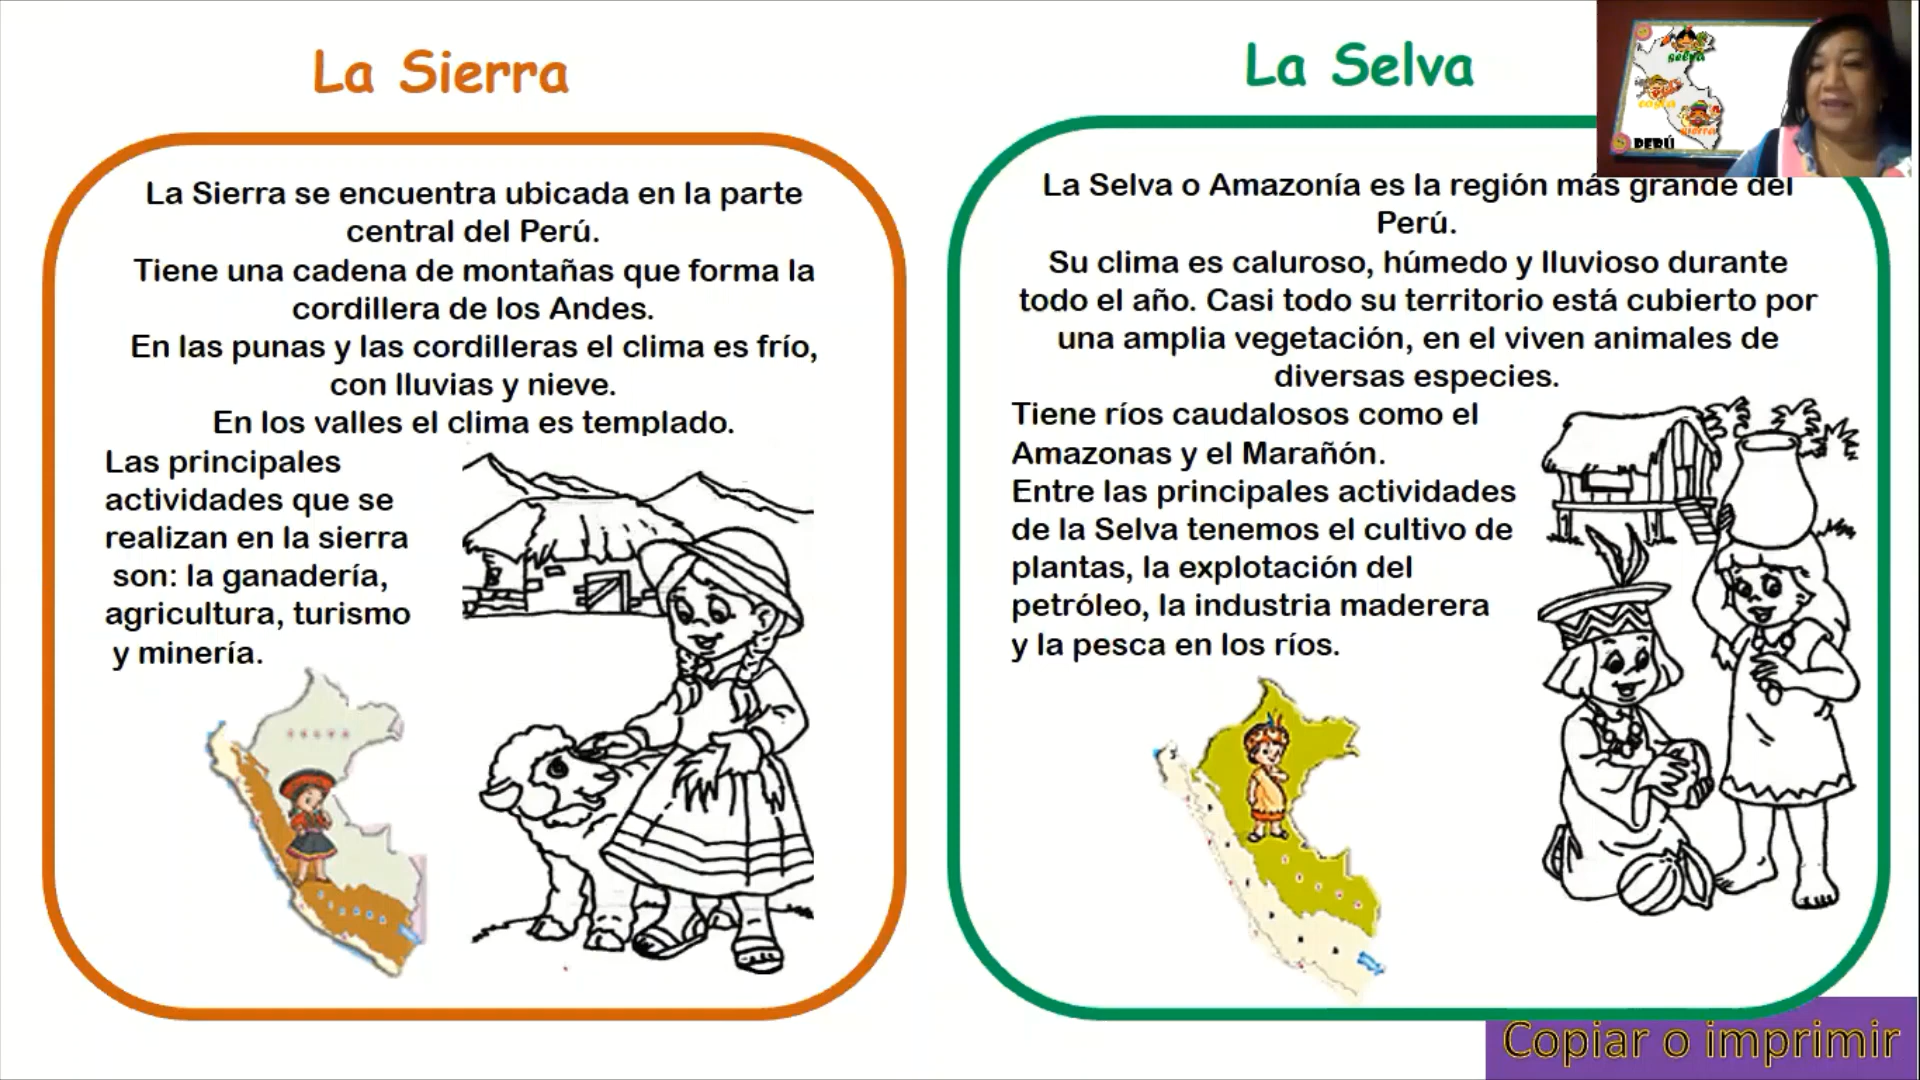 La Sierra
La Sierra se encuentra ubicada en la parte
central del Perú.
Tiene una cadena de montañas que forma la
cordillera de los Andes.
En las punas y las cordilleras el clima es frío,
con lluvias y nieve.
En los valles el clima es templado.
Las principales
actividades que se
realizan en la sierra
son: la ganadería,
agricultura, turismo
y minería.
SELVA
La Selva
La Selva o Amazonía es la región más grande del
Perú.
Su clima es caluroso, húmedo y lluvioso durante
todo el año. Casi todo su territorio está cubierto por
una amplia vegetación, en el viven animales de
diversas especies.
Tiene ríos caudalosos como el
Amazonas y el Marañón.
Entre las principales actividades
de la Selva tenemos el cultivo de
plantas, la explotación del
petróleo, la industria maderera
y la pesca en los ríos.
selva
costa
sierra
PERÚ
Copiar o imprimir